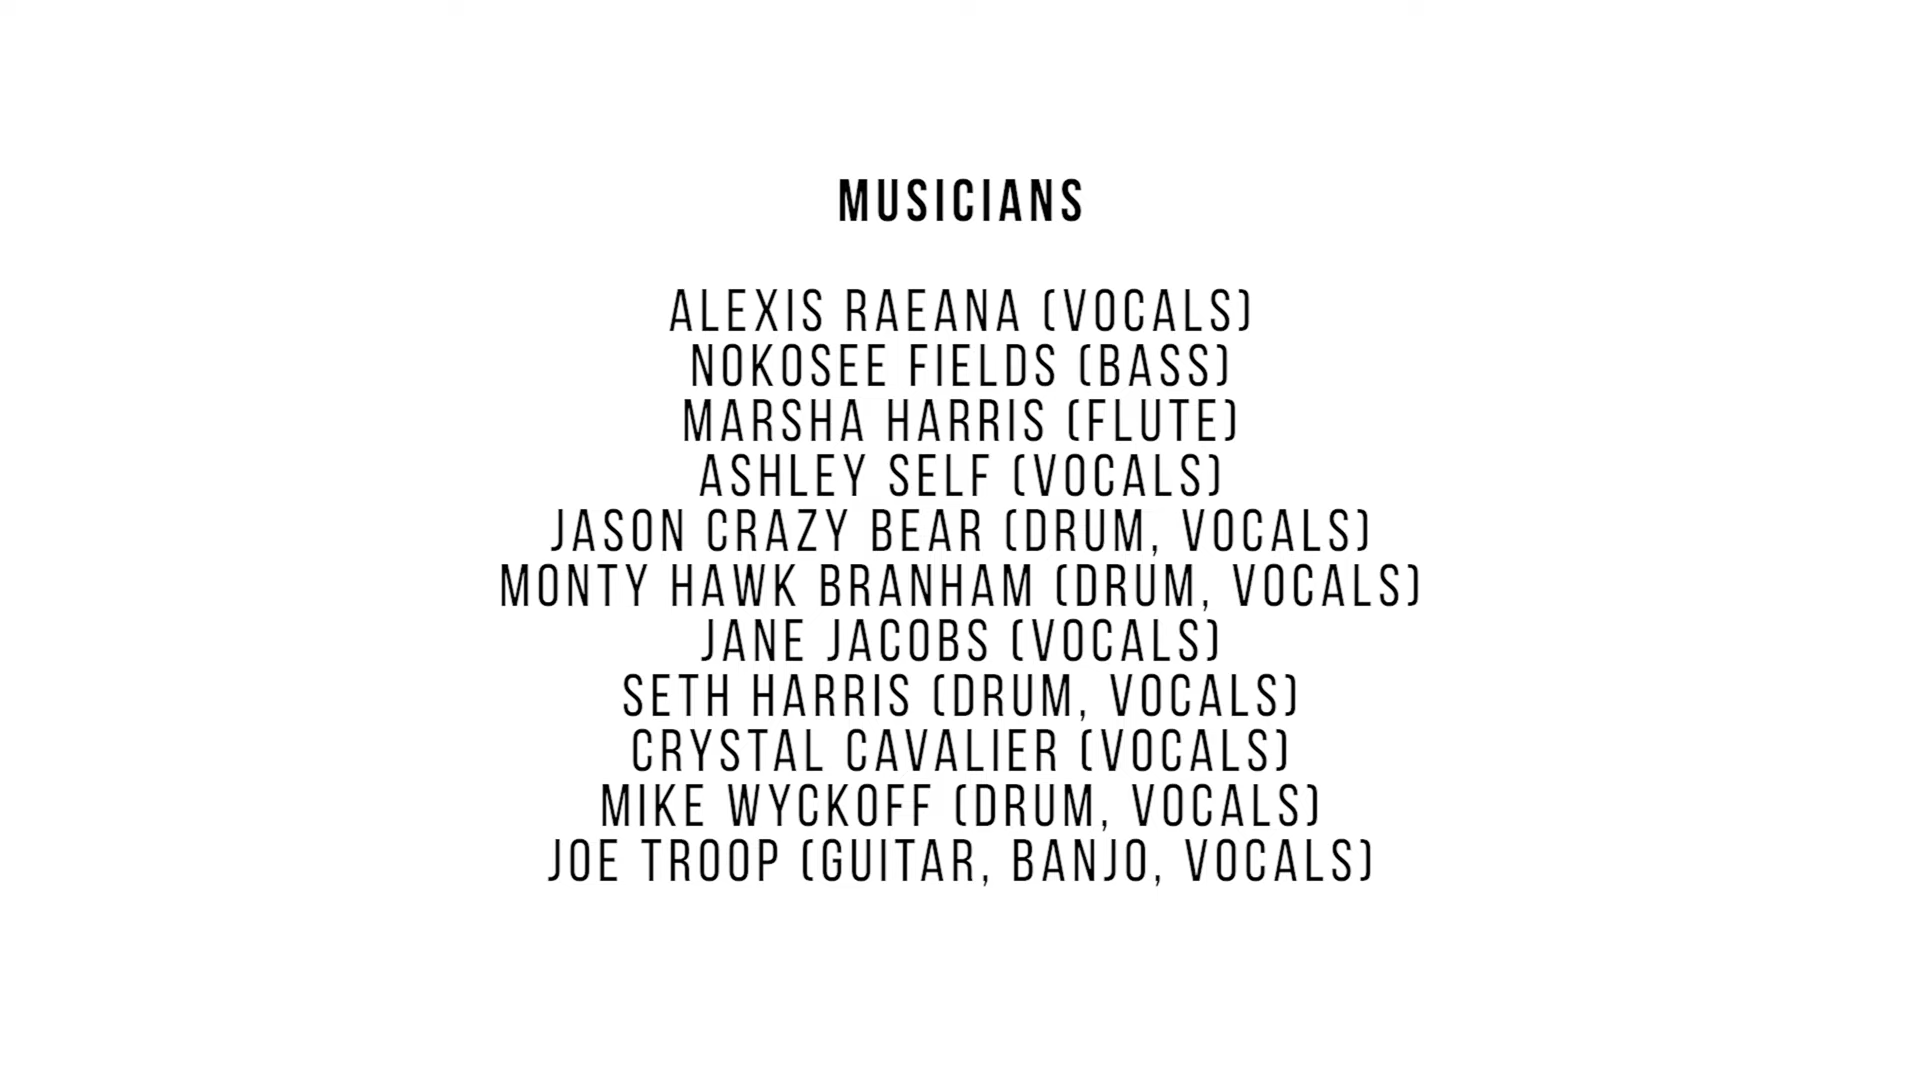 MUSICIANS
ALEXIS RAEANA (VOCALS)
NOKOSEE FIELDS (BASS)
MARSHA HARRIS (FLUTE)
ASHLEY SELF (VOCALS)
JASON CRAZY BEAR (DRUM, VOCALS)
MONTY HAWK BRANHAM (DRUM, VOCALS)
JANE JACOBS (VOCALS)
SETH HARRIS (DRUM, VOCALS)
CRYSTAL CAVALIER (VOCALS)
MIKE WYCKOFF (DRUM, VOCALS)
JOE TROOP (GUITAR, BANJO, VOCALS)